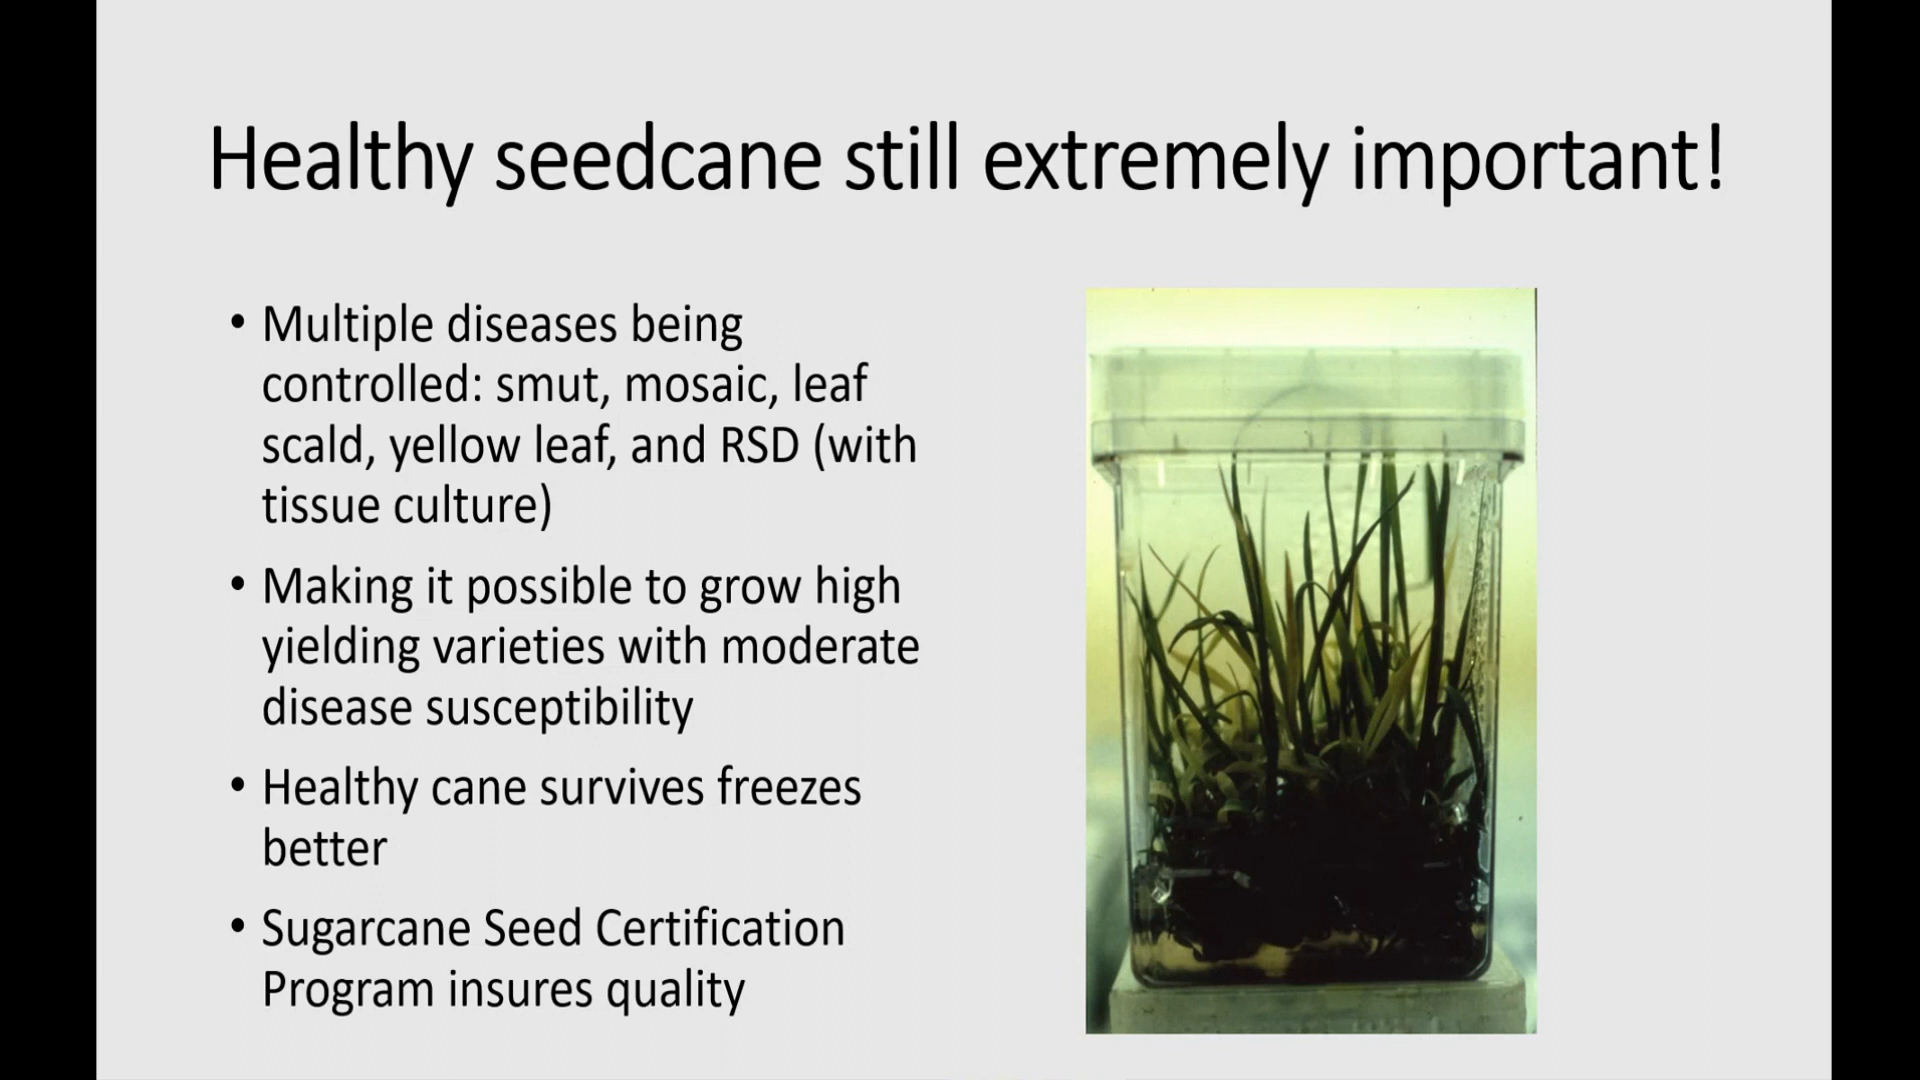 Healthy seedcane still extremely important!
• Multiple diseases being
controlled: smut, mosaic, leaf
scald, yellow leaf, and RSD (with
tissue culture)
• Making it possible to grow high
yielding varieties with moderate
disease susceptibility
• Healthy cane survives freezes
better
• Sugarcane Seed Certification
Program insures quality